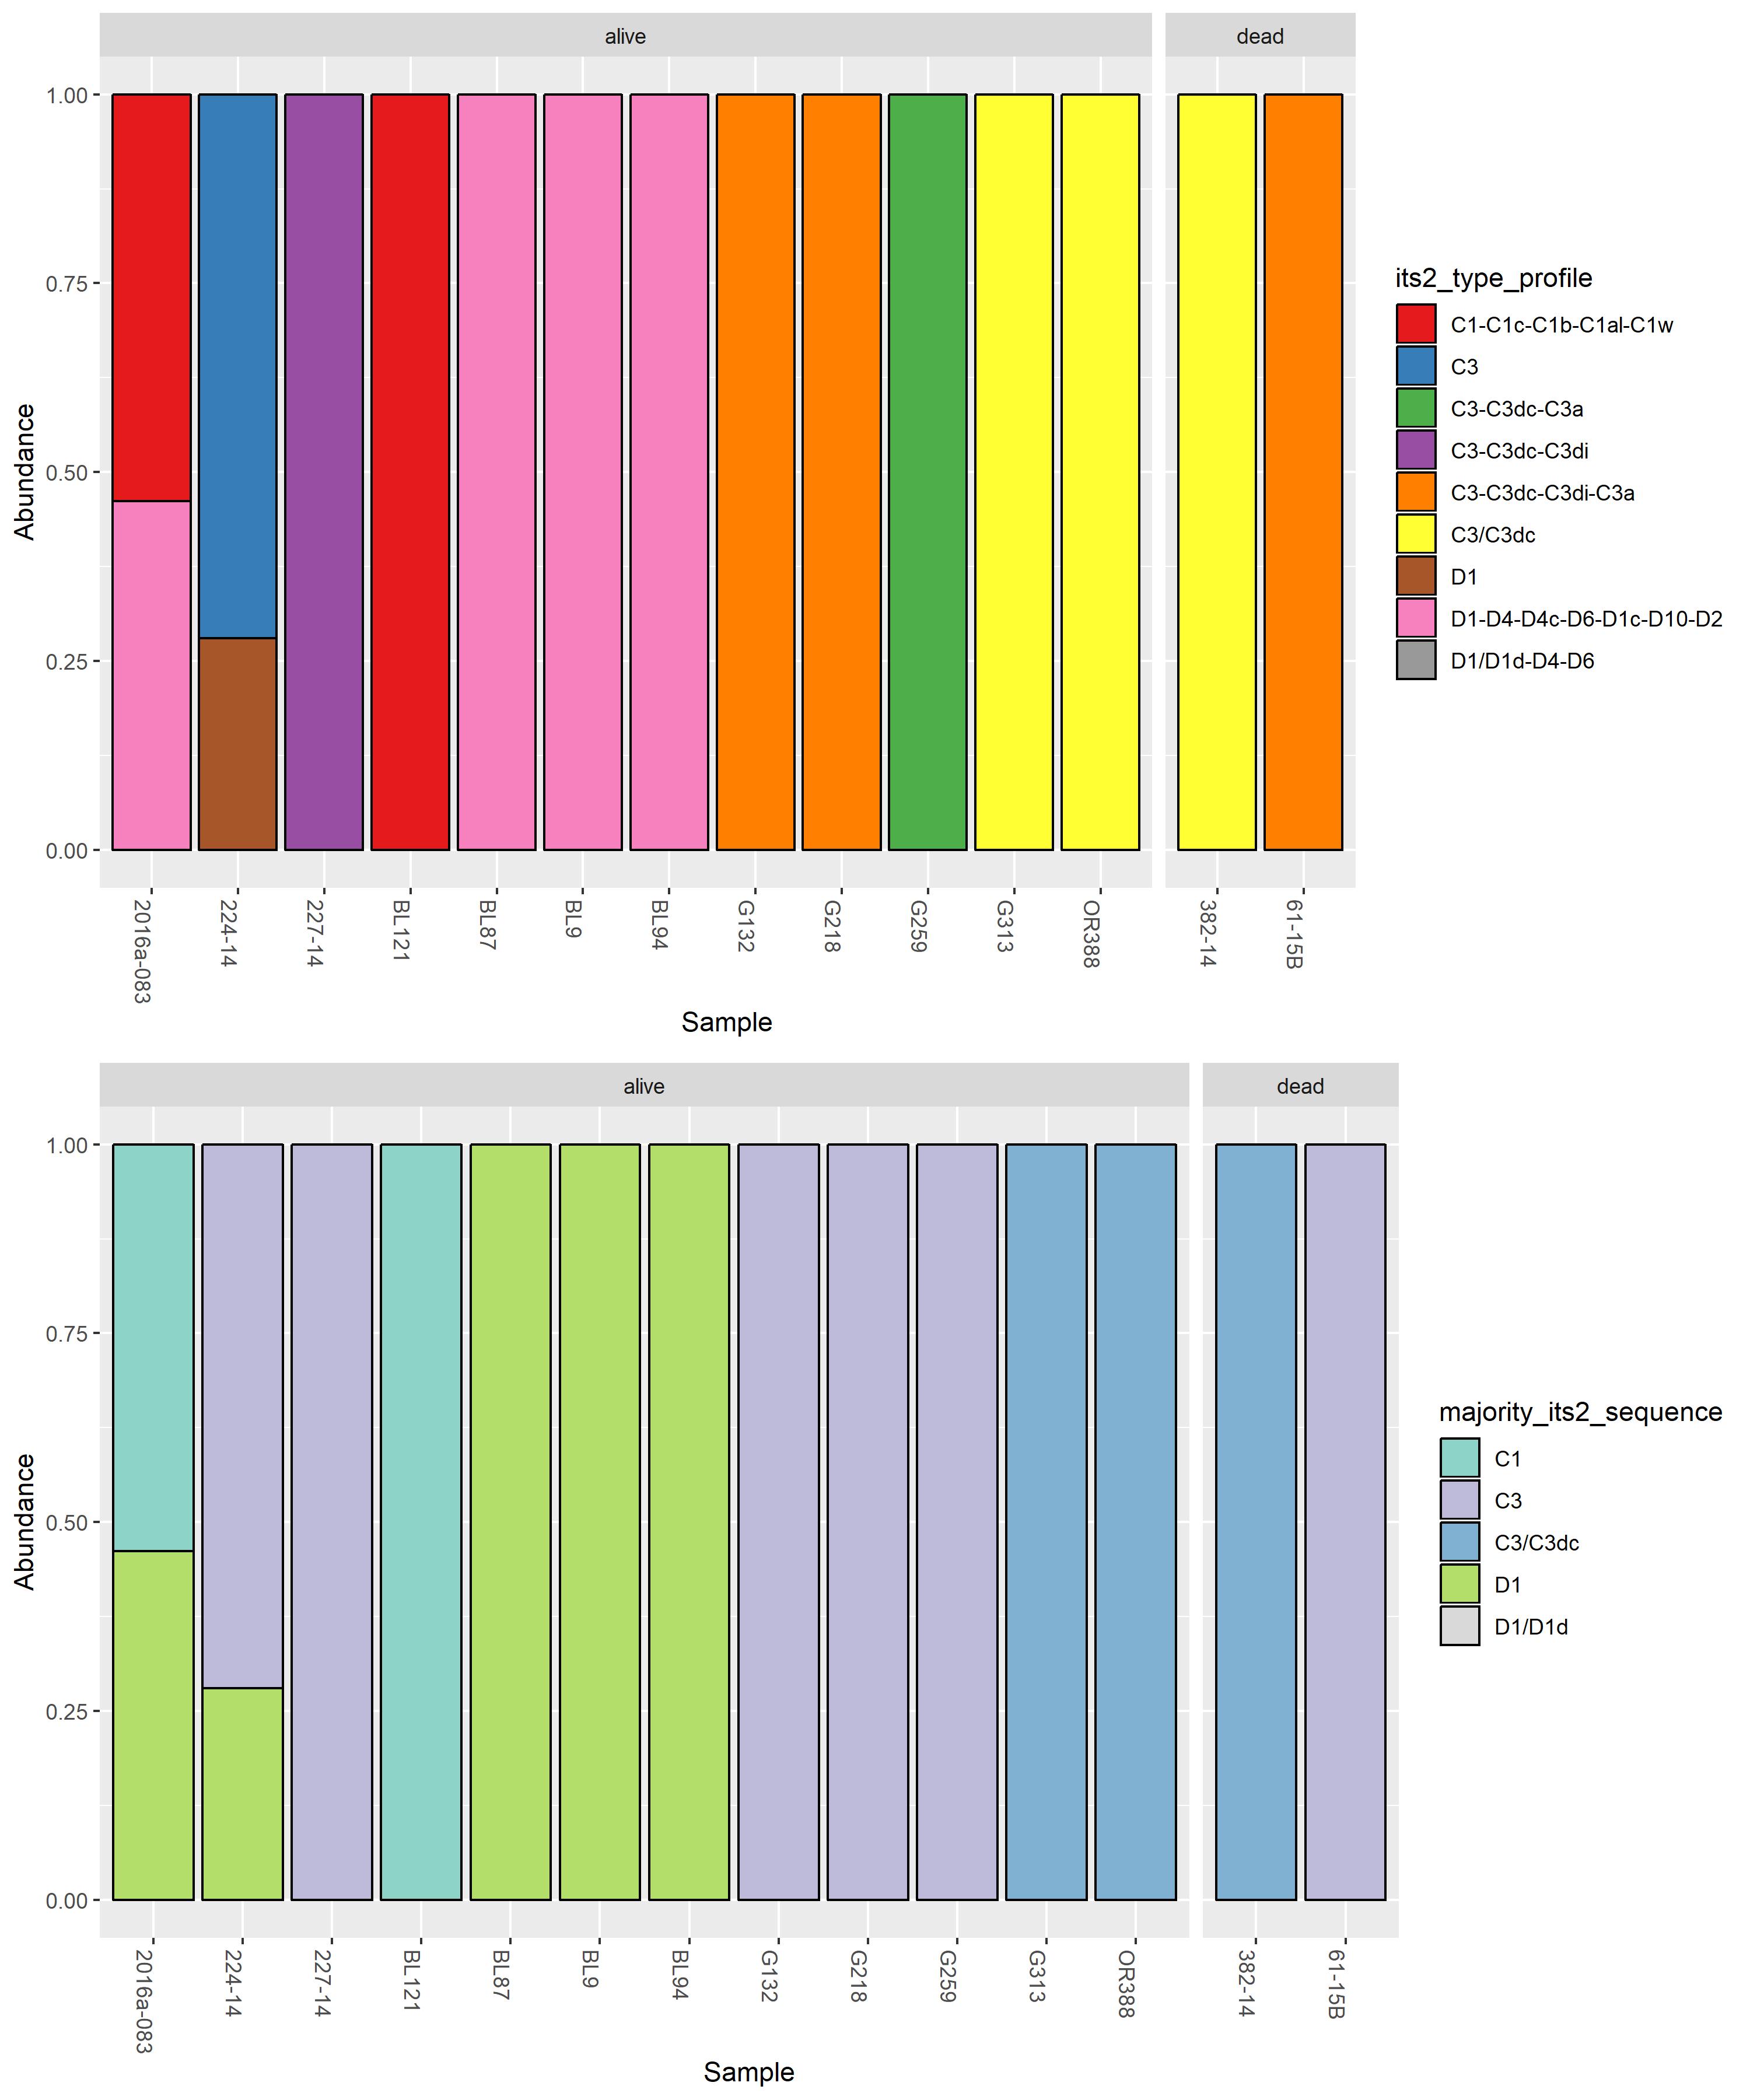 alive dead
1.00
0.75
0.50
0.25
0.00
Abundance
2016a-083 224-14 227-14 BL121 BL87 BL9 BL94 G132 G218 G259 G313 OR388 382-14 61-15B
Sample
its2_type_profile
C1-C1c-C1b-C1al-C1w
C3
C3-C3dc-C3a
C3-C3dc-C3di
C3-C3dc-C3di-C3a
C3/C3dc
D1
D1-D4-D4c-D6-D1c-D10-D2
D1/D1d-D4-D6
alive dead
1.00
0.75
0.50
0.25
0.00
Abundance
2016a-083 224-14 227-14 BL121 BL87 BL9 BL94 G132 G218 G259 G313 OR388 382-14 61-15B
Sample
majority_its2_sequence
C1
C3
C3/C3dc
D1
D1/D1d